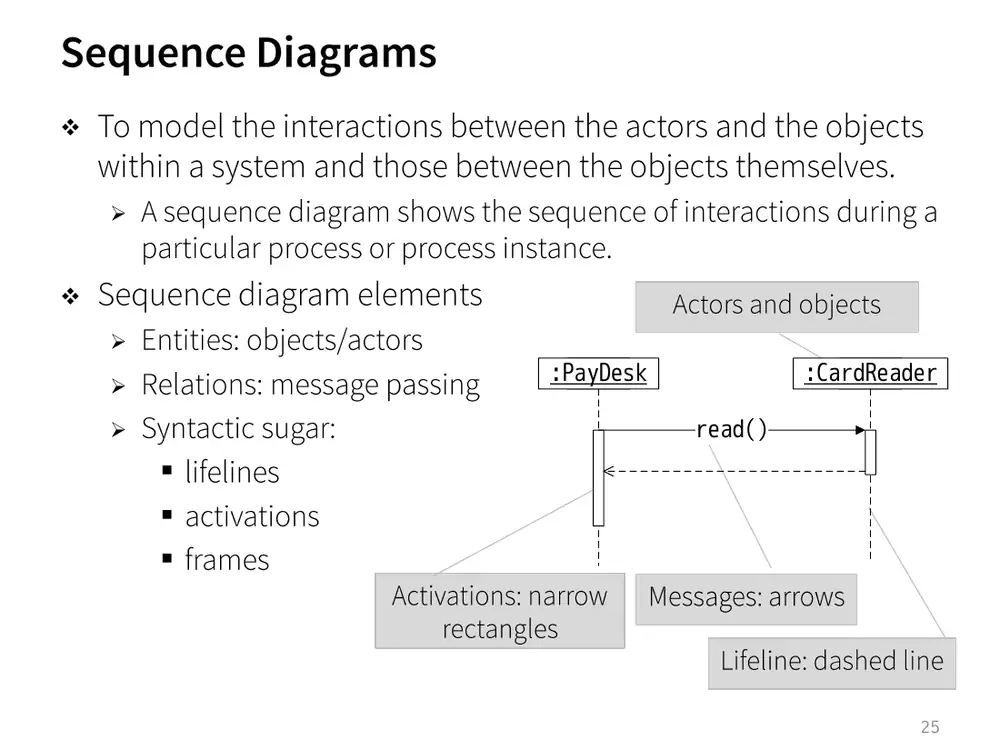 Sequence Diagrams
❖ To model the interactions between the actors and the objects
within a system and those between the objects themselves.
➢ A sequence diagram shows the sequence of interactions during a
particular process or process instance.
❖ Sequence diagram elements
➢ Entities: objects/actors
➢ Relations: message passing
➢ Syntactic sugar:
▪ lifelines
▪ activations
▪ frames
Actors and objects
:PayDesk
:CardReader
read()
Activations: narrow
rectangles
Messages: arrows
Lifeline: dashed line
25